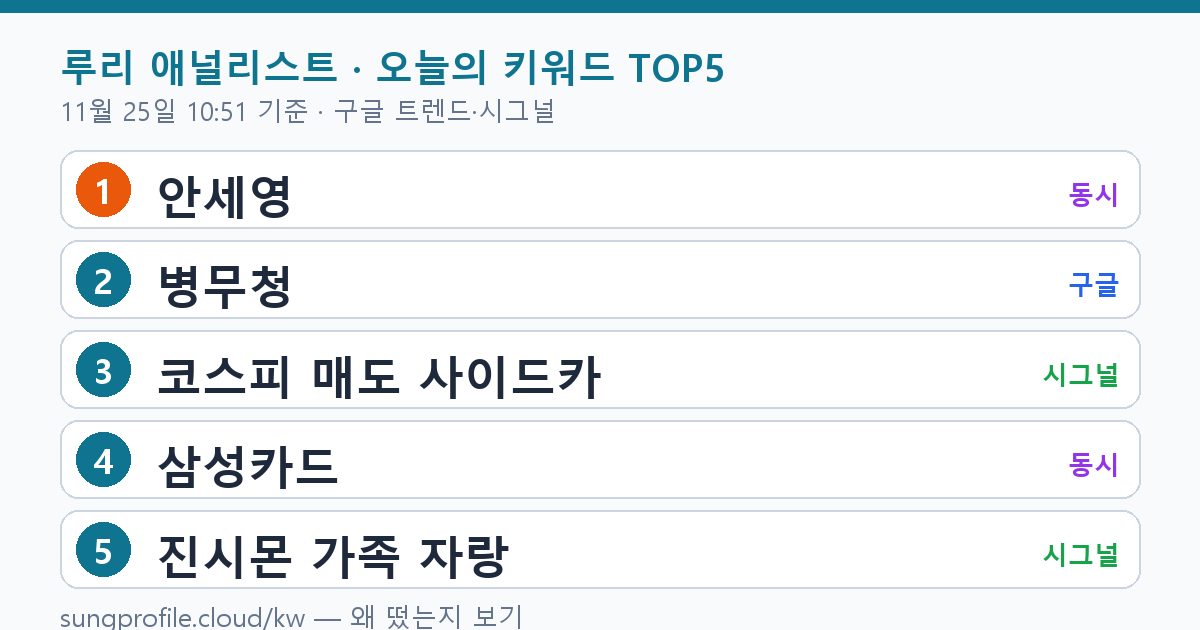 루리 애널리스트 · 오늘의 키워드 TOP5
11월 25일 10:51 기준 · 구글 트렌드·시그널
1 안세영 동시
2 병무청 구글
3 코스피 매도 사이드카 시그널
4 삼성카드 동시
5 진시몬 가족 자랑 시그널
sungprofile.cloud/kw — 왜 떴는지 보기